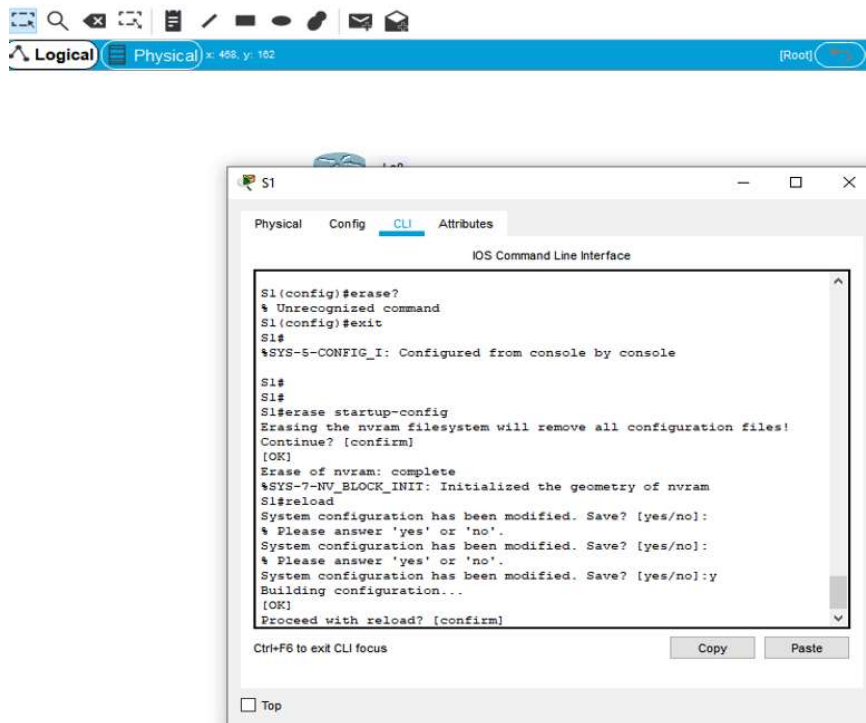 Logical
Physical x: 468, y: 162
[Root]
S1
Physical Config CLI Attributes
IOS Command Line Interface
S1(config)#erase?
% Unrecognized command
S1(config)#exit
S1#
%SYS-5-CONFIG_I: Configured from console by console
S1#
S1#
S1#erase startup-config
Erasing the nvram filesystem will remove all configuration files!
Continue? [confirm]
[OK]
Erase of nvram: complete
%SYS-7-NV_BLOCK_INIT: Initialized the geometry of nvram
S1#reload
System configuration has been modified. Save? [yes/no]:
% Please answer 'yes' or 'no'.
System configuration has been modified. Save? [yes/no]:
% Please answer 'yes' or 'no'.
System configuration has been modified. Save? [yes/no]:y
Building configuration...
[OK]
Proceed with reload? [confirm]
Ctrl+F6 to exit CLI focus
Copy
Paste
Top